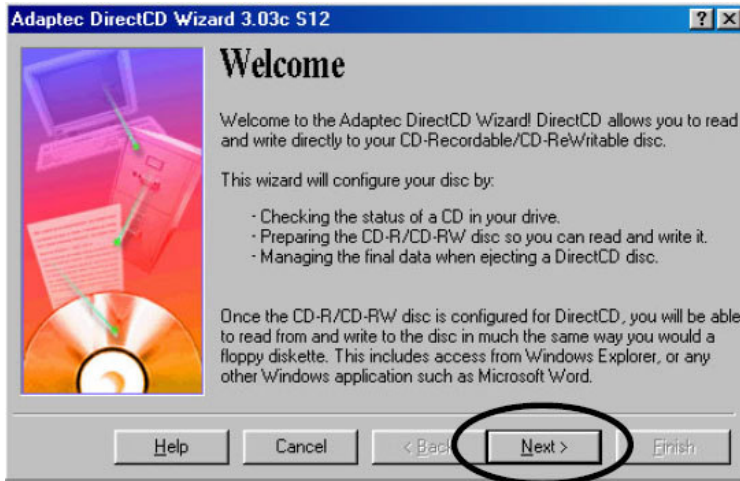 Adaptec DirectCD Wizard 3.03c S12
Welcome
Welcome to the Adaptec DirectCD Wizard! DirectCD allows you to read
and write directly to your CD-Recordable/CD-ReWritable disc.
This wizard will configure your disc by:
- Checking the status of a CD in your drive.
- Preparing the CD-R/CD-RW disc so you can read and write it.
- Managing the final data when ejecting a DirectCD disc.
Once the CD-R/CD-RW disc is configured for DirectCD, you will be able
to read from and write to the disc in much the same way you would a
floppy diskette. This includes access from Windows Explorer, or any
other Windows application such as Microsoft Word.
Help Cancel < Back Next > Finish